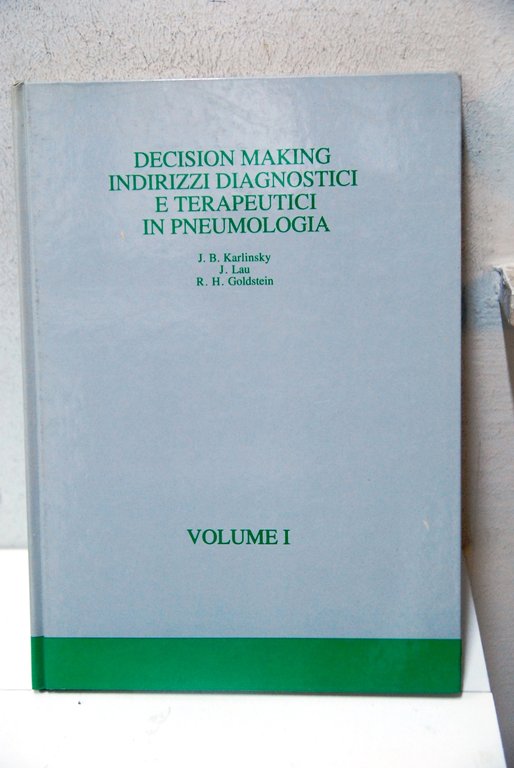 DECISION MAKING
INDIRIZZI DIAGNOSTICI
E TERAPEUTICI
IN PNEUMOLOGIA
J. B. Karlinsky
J. Lau
R. H. Goldstein
VOLUME I